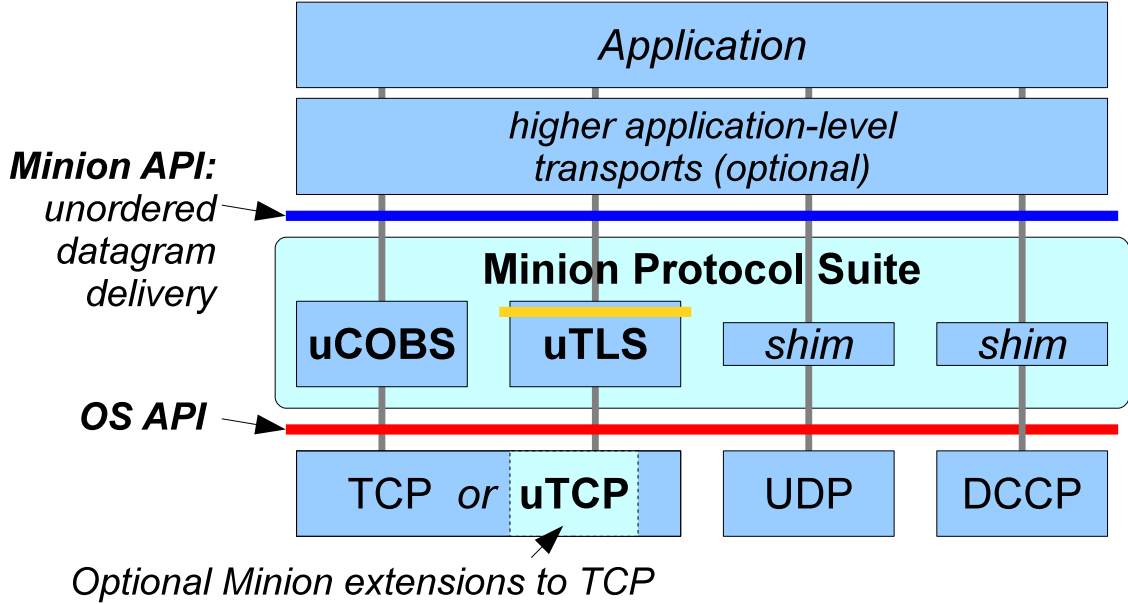 Application
higher application-level
transports (optional)
Minion API:
unordered
datagram
delivery
Minion Protocol Suite
uCOBS
uTLS
shim
shim
OS API
TCP or uTCP
UDP
DCCP
Optional Minion extensions to TCP